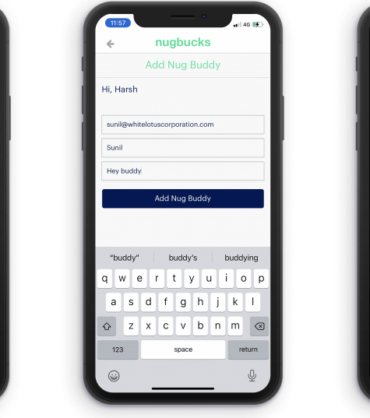 11:57
4G
nugbucks
Add Nug Buddy
Hi, Harsh
sunil@whitelotuscorporation.com
Sunil
Hey buddy
Add Nug Buddy
"buddy" buddy's buddying
q w e r t y u i o p
a s d f g h j k l
z x c v b n m
123 space return